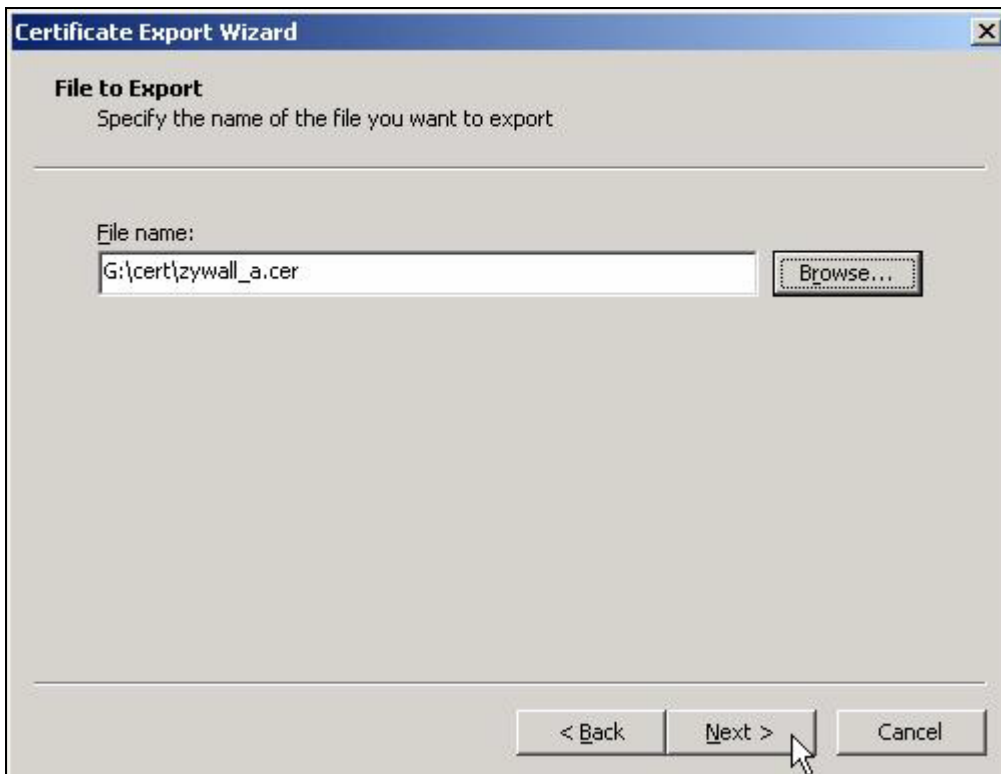 Certificate Export Wizard
File to Export
Specify the name of the file you want to export
File name:
G:\cert\zywall_a.cer
Browse...
< Back
Next >
Cancel